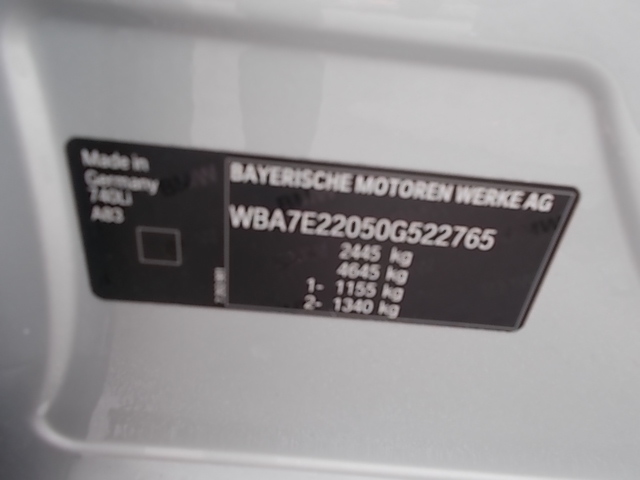 Made in
Germany
740Li
A83
BAYERISCHE MOTOREN WERKE AG
WBA7E22050G522765
2445 kg
4645 kg
1- 1155 kg
2- 1340 kg